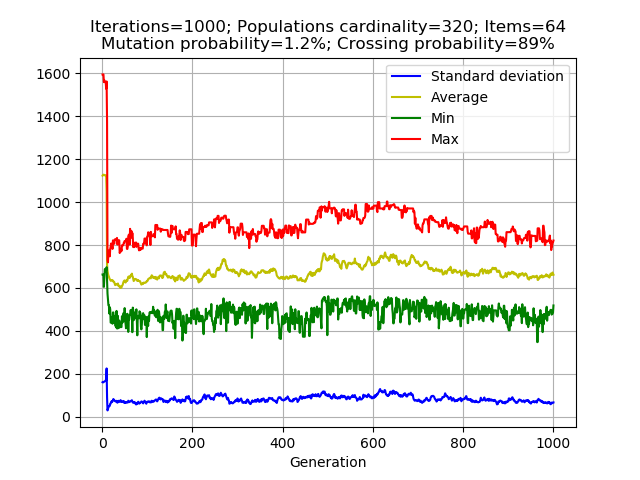 Iterations=1000; Populations cardinality=320; Items=64
Mutation probability=1.2%; Crossing probability=89%
1600
1400
1200
1000
800
600
400
200
0
Standard deviation
Average
Min
Max
0 200 400 600 800 1000
Generation